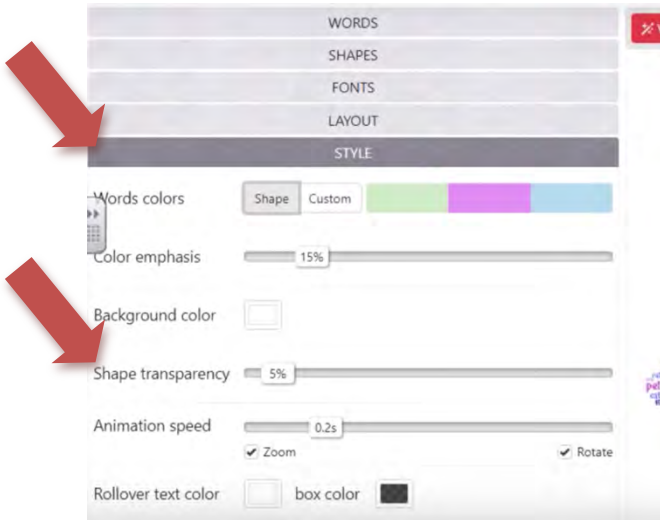 WORDS
SHAPES
FONTS
LAYOUT
STYLE
Words colors Shape Custom
Color emphasis 15%
Background color
Shape transparency 5%
Animation speed 0.2s
Zoom Rotate
Rollover text color box color